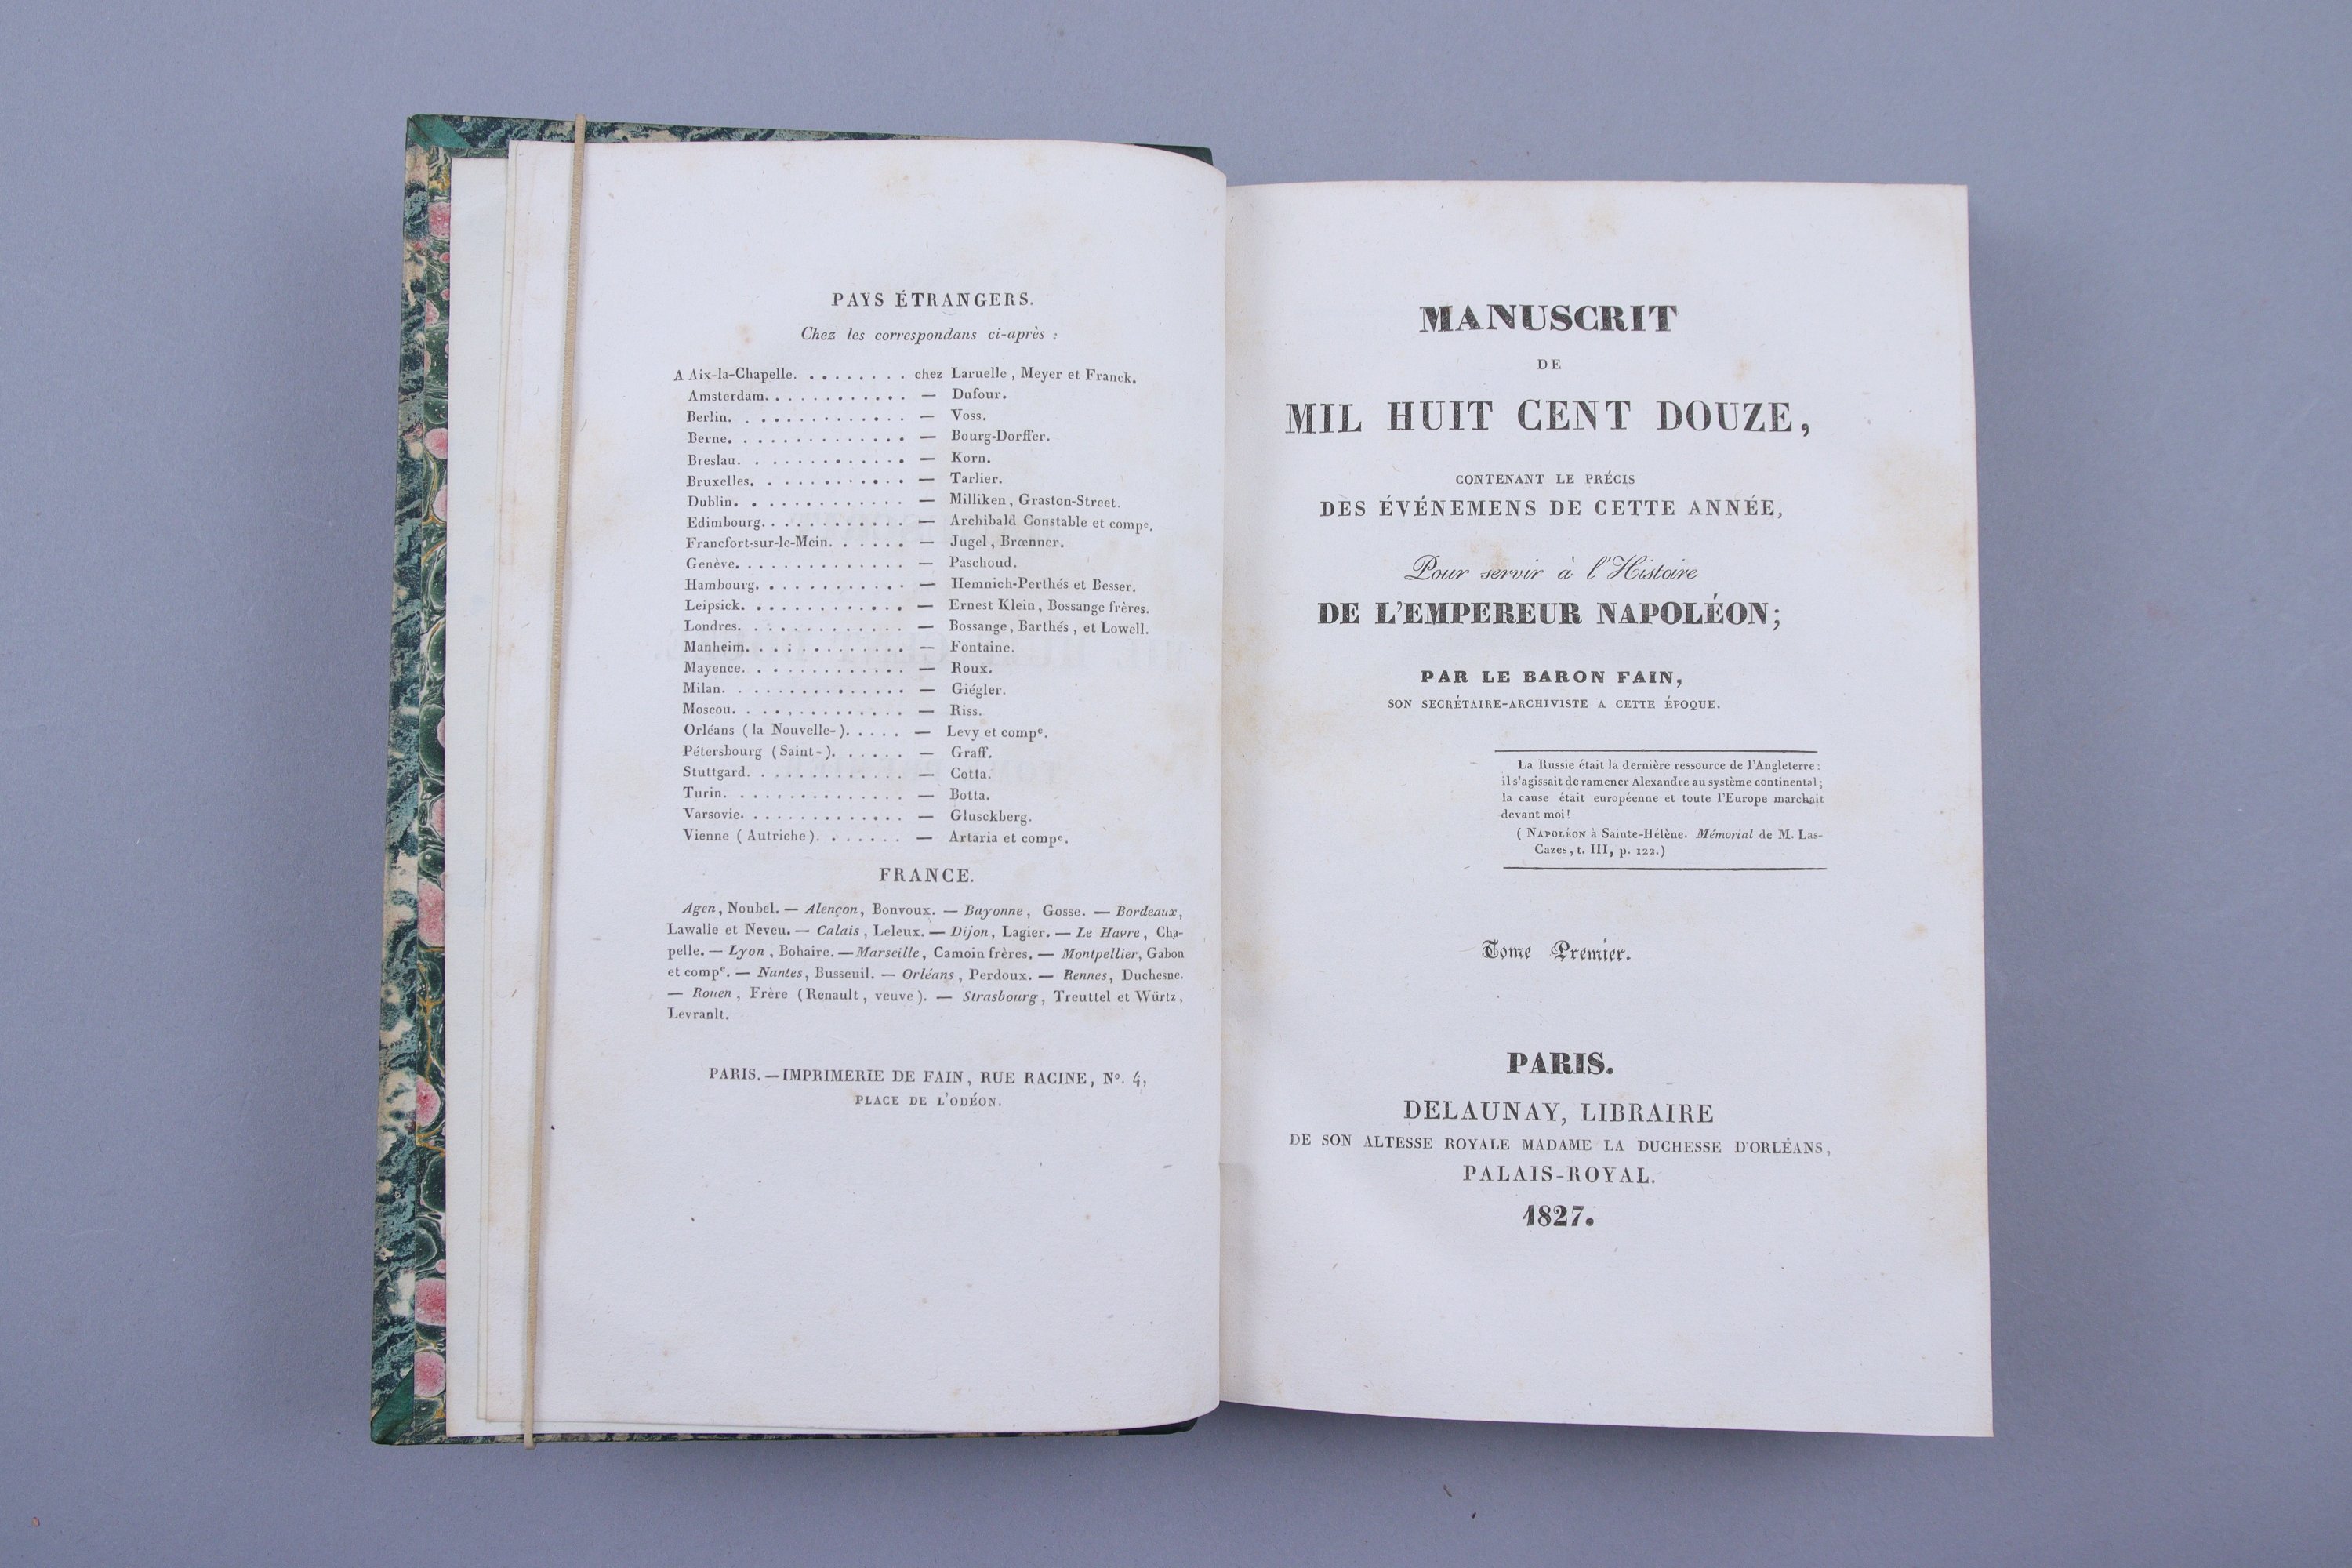 PAYS ÉTRANGERS.
Chez les correspondans ci-après :
A Aix-la-Chapelle. . . . . . . . . chez Laruelle, Meyer et Franck.
Amsterdam. . . . . . . . . . . . — Dufour.
Berlin. . . . . . . . . . . . . — Voss.
Berne. . . . . . . . . . . . . — Bourg-Dorffer.
Breslau. . . . . . . . . . . . — Korn.
Bruxelles. . . . . . . . . . . — Tarlier.
Dublin. . . . . . . . . . . . . — Milliken, Graston-Street.
Edimbourg. . . . . . . . . . . — Archibald Constable et compe.
Francfort-sur-le-Mein. . . . . . — Jugel, Brœnner.
Genève. . . . . . . . . . . . . — Paschoud.
Hambourg. . . . . . . . . . . . — Hemnich-Perthés et Besser.
Leipsick. . . . . . . . . . . . — Ernest Klein, Bossange frères.
Londres. . . . . . . . . . . . — Bossange, Barthés, et Lowell.
Manheim. . . . . . . . . . . . — Fontaine.
Mayence. . . . . . . . . . . . — Roux.
Milan. . . . . . . . . . . . . — Giégler.
Moscou. . . . . . . . . . . . . — Riss.
Orléans (la Nouvelle-). . . . . — Levy et compe.
Pétersbourg (Saint-). . . . . . — Graff.
Stuttgard. . . . . . . . . . . — Cotta.
Turin. . . . . . . . . . . . . — Botta.
Varsovie. . . . . . . . . . . . — Glusckberg.
Vienne (Autriche). . . . . . . — Artaria et compe.
FRANCE.
Agen, Noubel. — Alençon, Bonvoux. — Bayonne, Gosse. — Bordeaux,
Lawalle et Neveu. — Calais, Leleux. — Dijon, Lagier. — Le Havre, Cha-
pelle. — Lyon, Bohaire. — Marseille, Camoin frères. — Montpellier, Gabon
et compe. — Nantes, Busseuil. — Orléans, Perdoux. — Rennes, Duchesne.
— Rouen, Frère (Renault, veuve). — Strasbourg, Treuttel et Würtz,
Levranlt.
PARIS. — IMPRIMERIE DE FAIN, RUE RACINE, No. 4,
PLACE DE L'ODÉON.
MANUSCRIT
DE
MIL HUIT CENT DOUZE,
CONTENANT LE PRÉCIS
DES ÉVÉNEMENS DE CETTE ANNÉE,
Pour servir à l'Histoire
DE L'EMPEREUR NAPOLÉON;
PAR LE BARON FAIN,
SON SECRÉTAIRE-ARCHIVISTE A CETTE ÉPOQUE.
La Russie était la dernière ressource de l'Angleterre :
il s'agissait de ramener Alexandre au système continental;
la cause était européenne et toute l'Europe marchait
devant moi!
(NAPOLÉON à Sainte-Hélène. Mémorial de M. Las-
Cazes, t. III, p. 122.)
Tome Premier.
PARIS.
DELAUNAY, LIBRAIRE
DE SON ALTESSE ROYALE MADAME LA DUCHESSE D'ORLÉANS,
PALAIS-ROYAL.
1827.